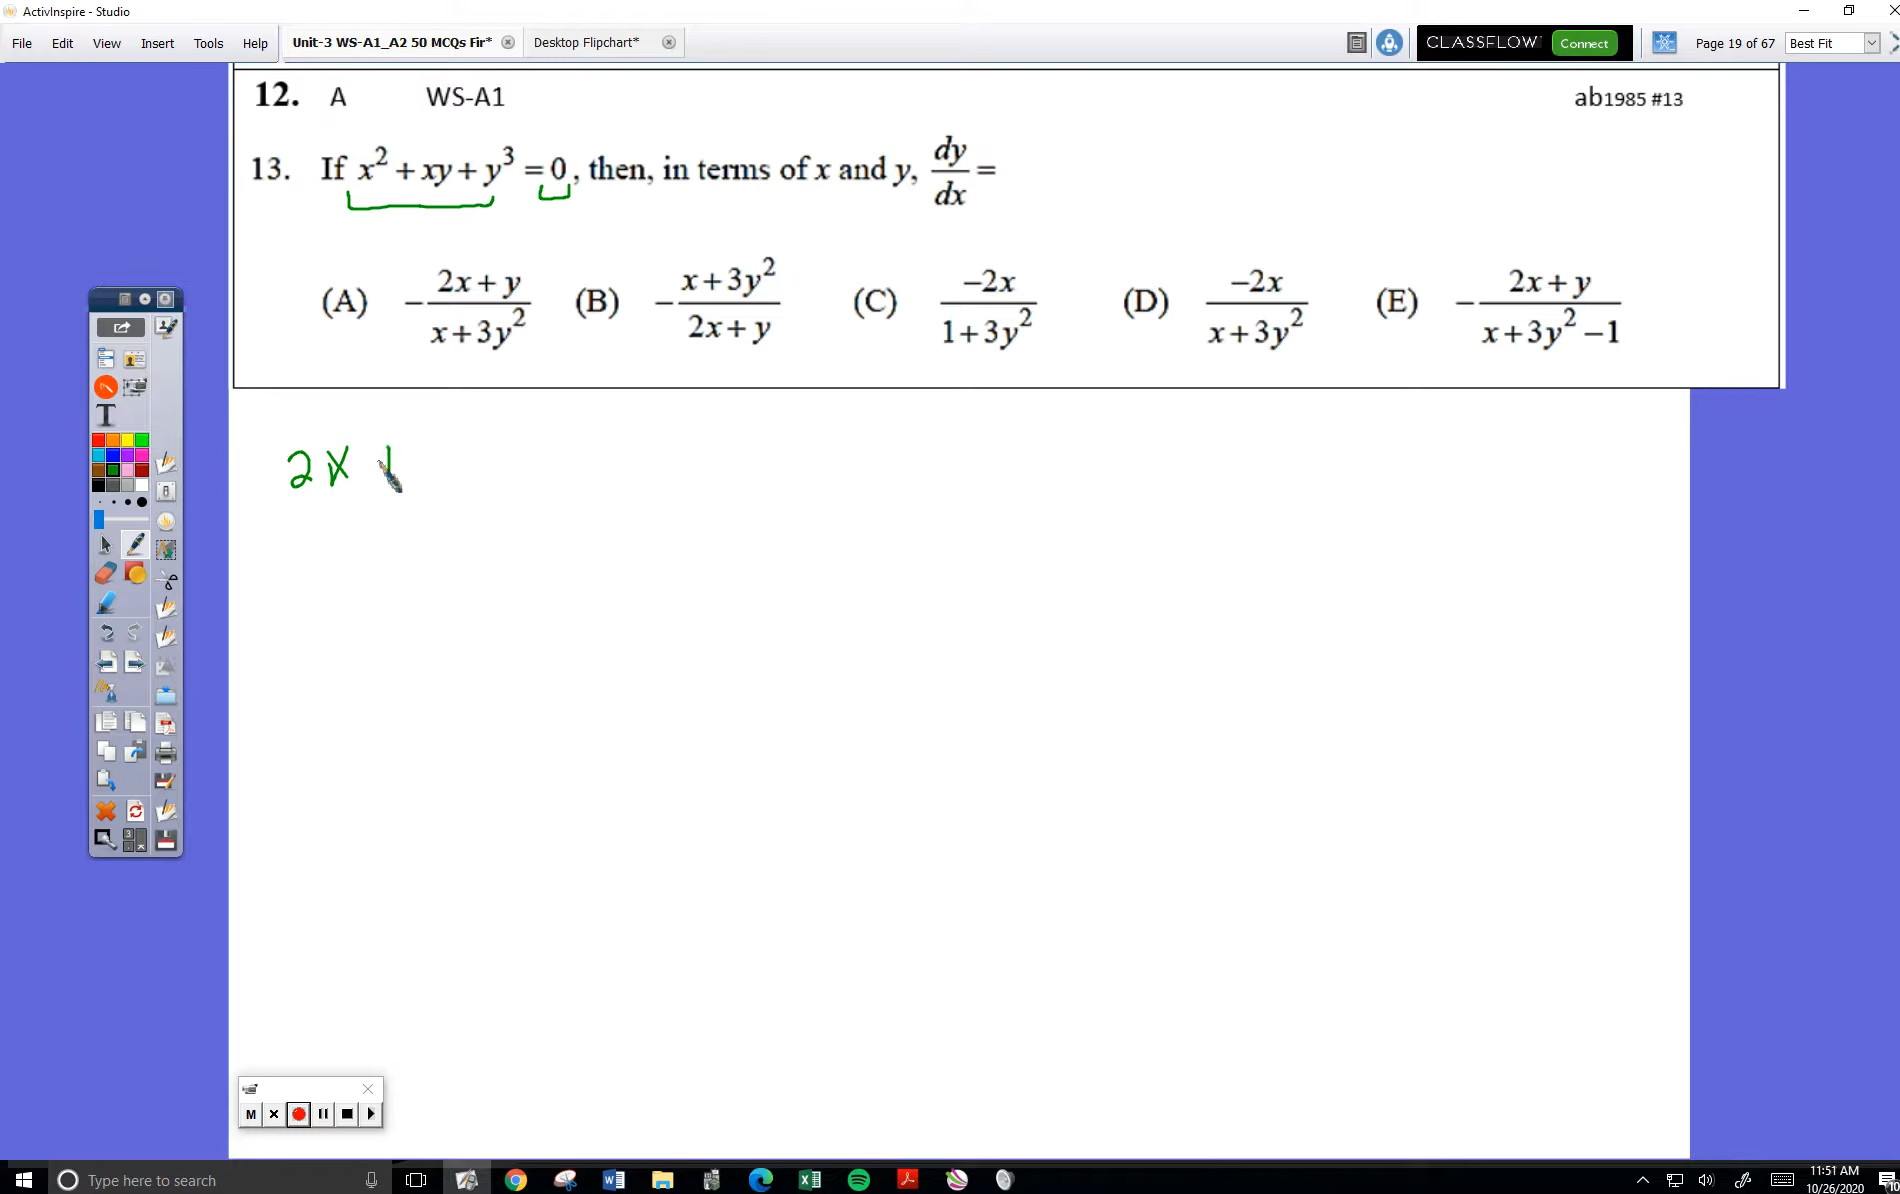 ActivInspire - Studio
File Edit View Insert Tools Help
Unit-3 WS-A1_A2 50 MCQs Fir*
Desktop Flipchart*
CLASSFLOW Connect
Page 19 of 67
Best Fit
12. A WS-A1 ab1985 #13
13. If x² + xy + y³ = 0, then, in terms of x and y, dy/dx =
(A) -(2x + y)/(x + 3y²) (B) -(x + 3y²)/(2x + y) (C) -2x/(1 + 3y²) (D) -2x/(x + 3y²) (E) -(2x + y)/(x + 3y² - 1)
2x
T
M
Type here to search
11:51 AM
10/26/2020